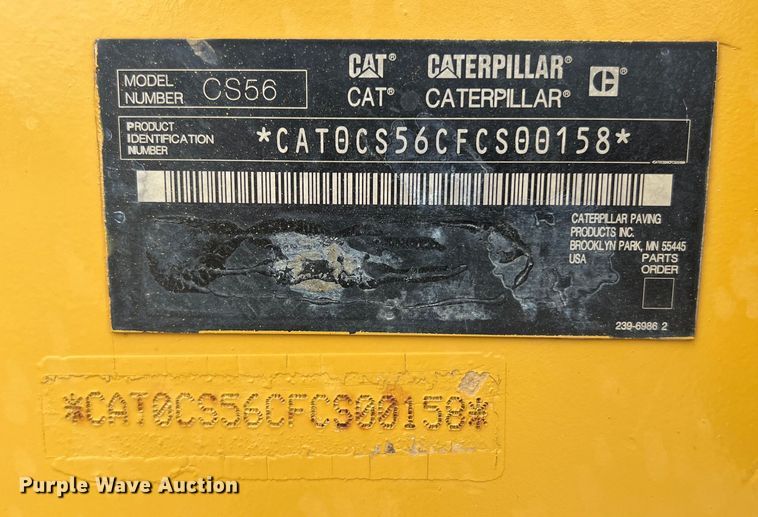 CAT® CATERPILLAR®
CAT® CATERPILLAR®
MODEL NUMBER CS56
PRODUCT IDENTIFICATION NUMBER *CAT0CS56CFCS00158*
CATERPILLAR PAVING
PRODUCTS INC.
BROOKLYN PARK, MN 55445
USA
PARTS ORDER
239-6986 2
*CAT0CS56CFCS00158*
Purple Wave Auction